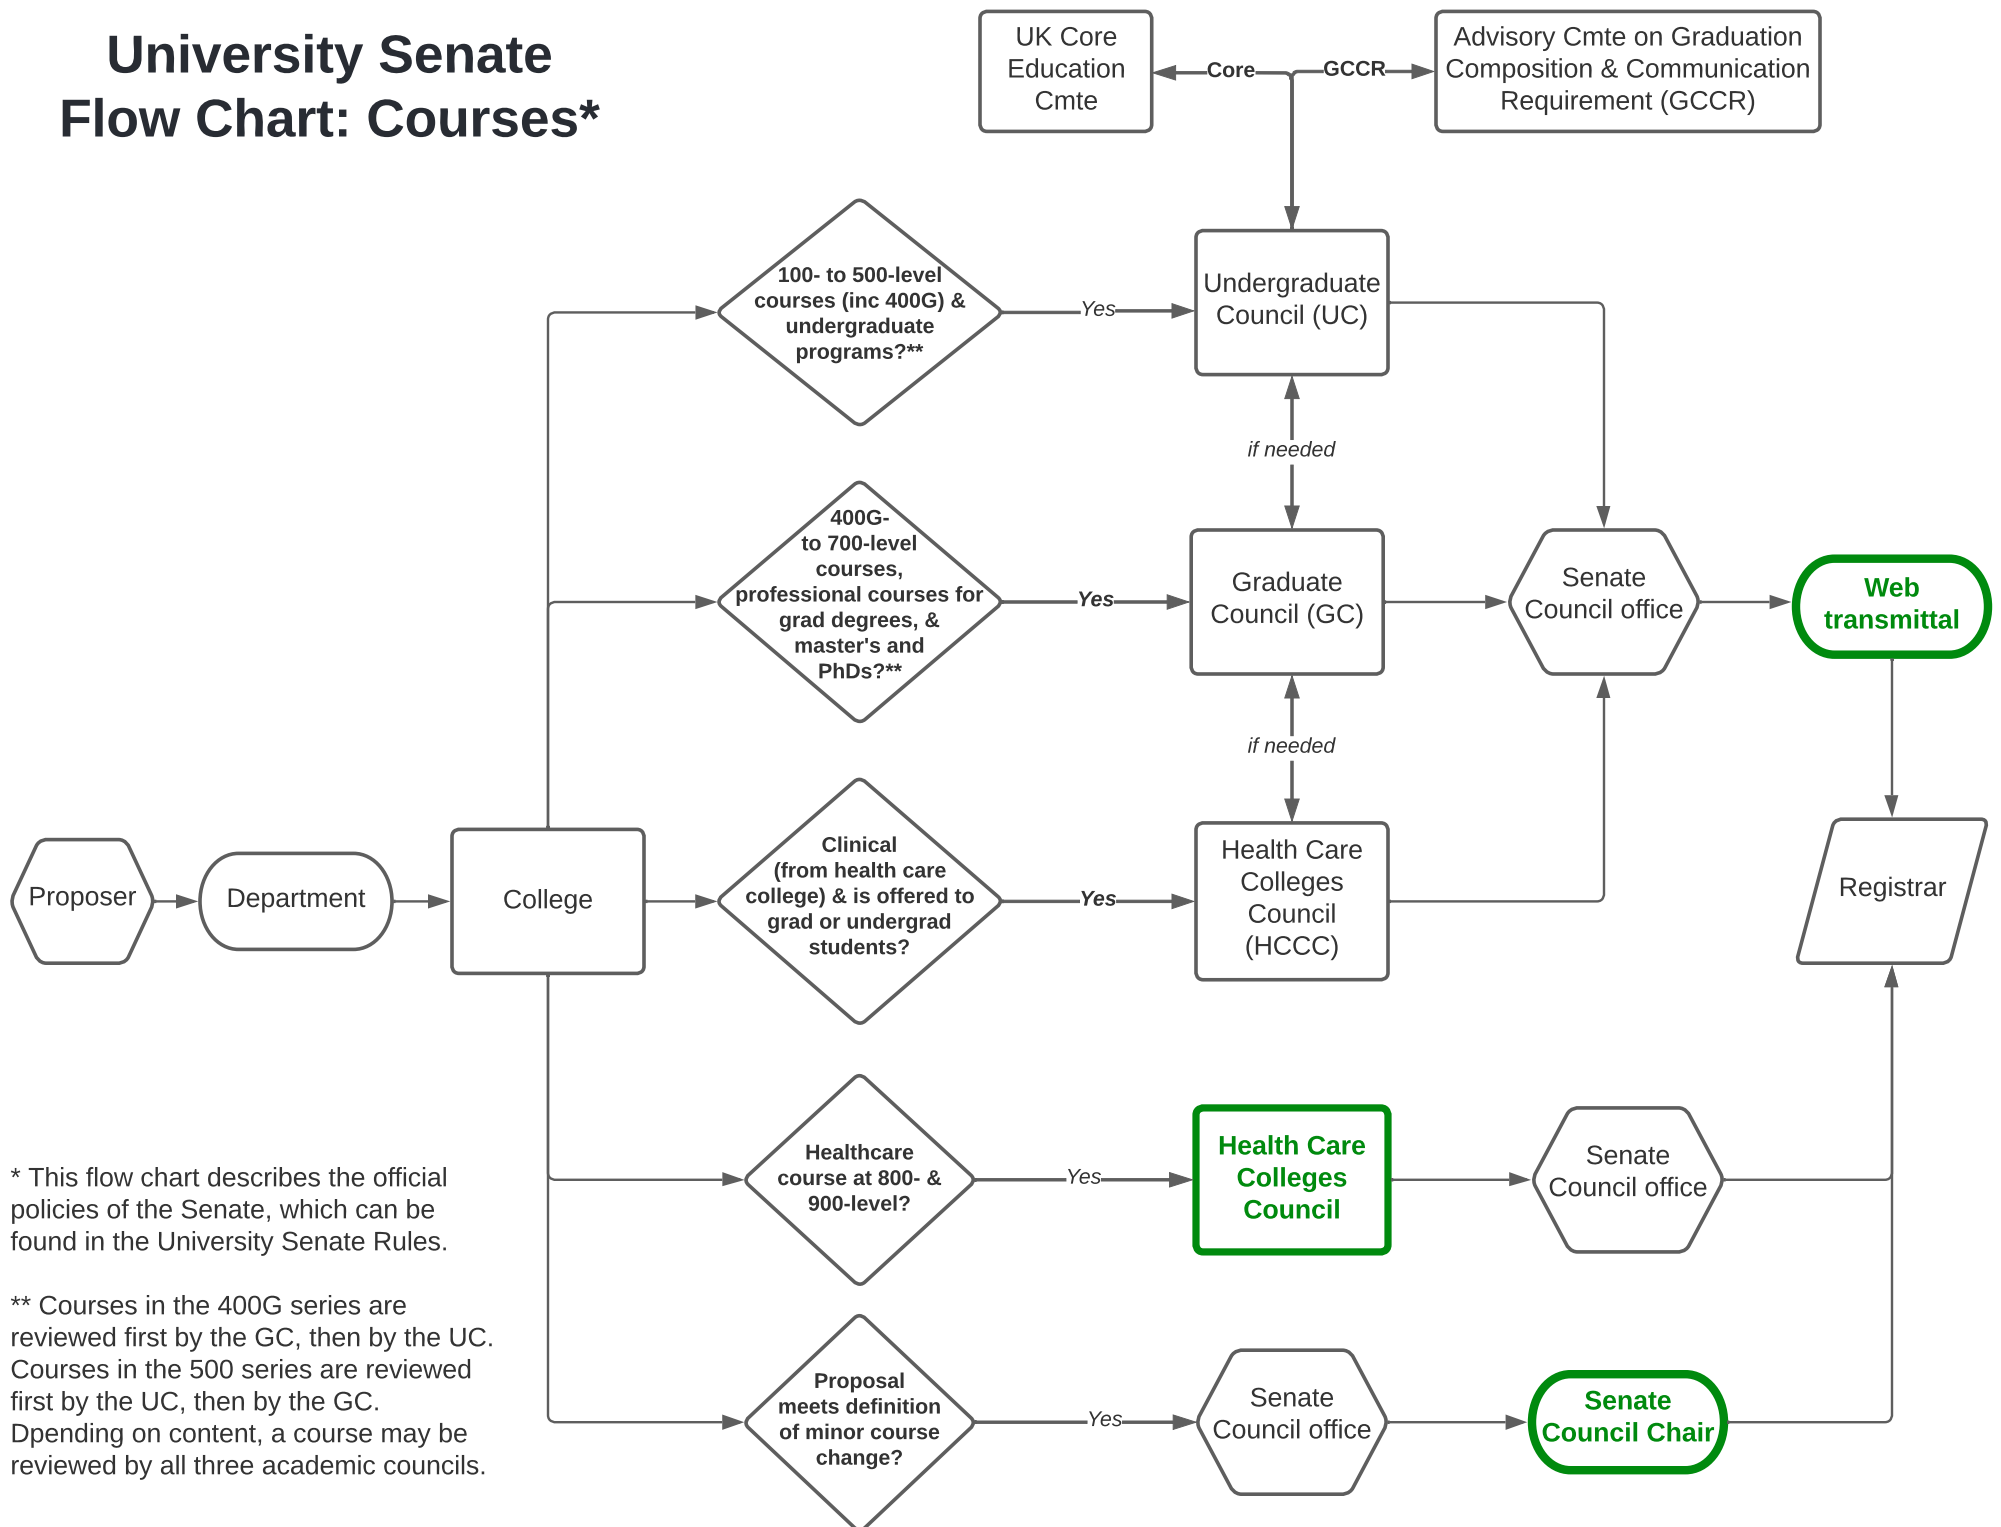 University Senate
Flow Chart: Courses*
UK Core
Education
Cmte
Core
GCCR
Advisory Cmte on Graduation
Composition & Communication
Requirement (GCCR)
100- to 500-level
courses (inc 400G) &
undergraduate
programs?**
Yes
Undergraduate
Council (UC)
if needed
400G-
to 700-level
courses,
professional courses for
grad degrees, &
master's and
PhDs?**
Yes
Graduate
Council (GC)
Senate
Council office
Web
transmittal
if needed
Proposer
Department
College
Clinical
(from health care
college) & is offered to
grad or undergrad
students?
Yes
Health Care
Colleges
Council
(HCCC)
Registrar
Healthcare
course at 800- &
900-level?
Yes
Health Care
Colleges
Council
Senate
Council office
Proposal
meets definition
of minor course
change?
Yes
Senate
Council office
Senate
Council Chair
* This flow chart describes the official
policies of the Senate, which can be
found in the University Senate Rules.
** Courses in the 400G series are
reviewed first by the GC, then by the UC.
Courses in the 500 series are reviewed
first by the UC, then by the GC.
Dpending on content, a course may be
reviewed by all three academic councils.